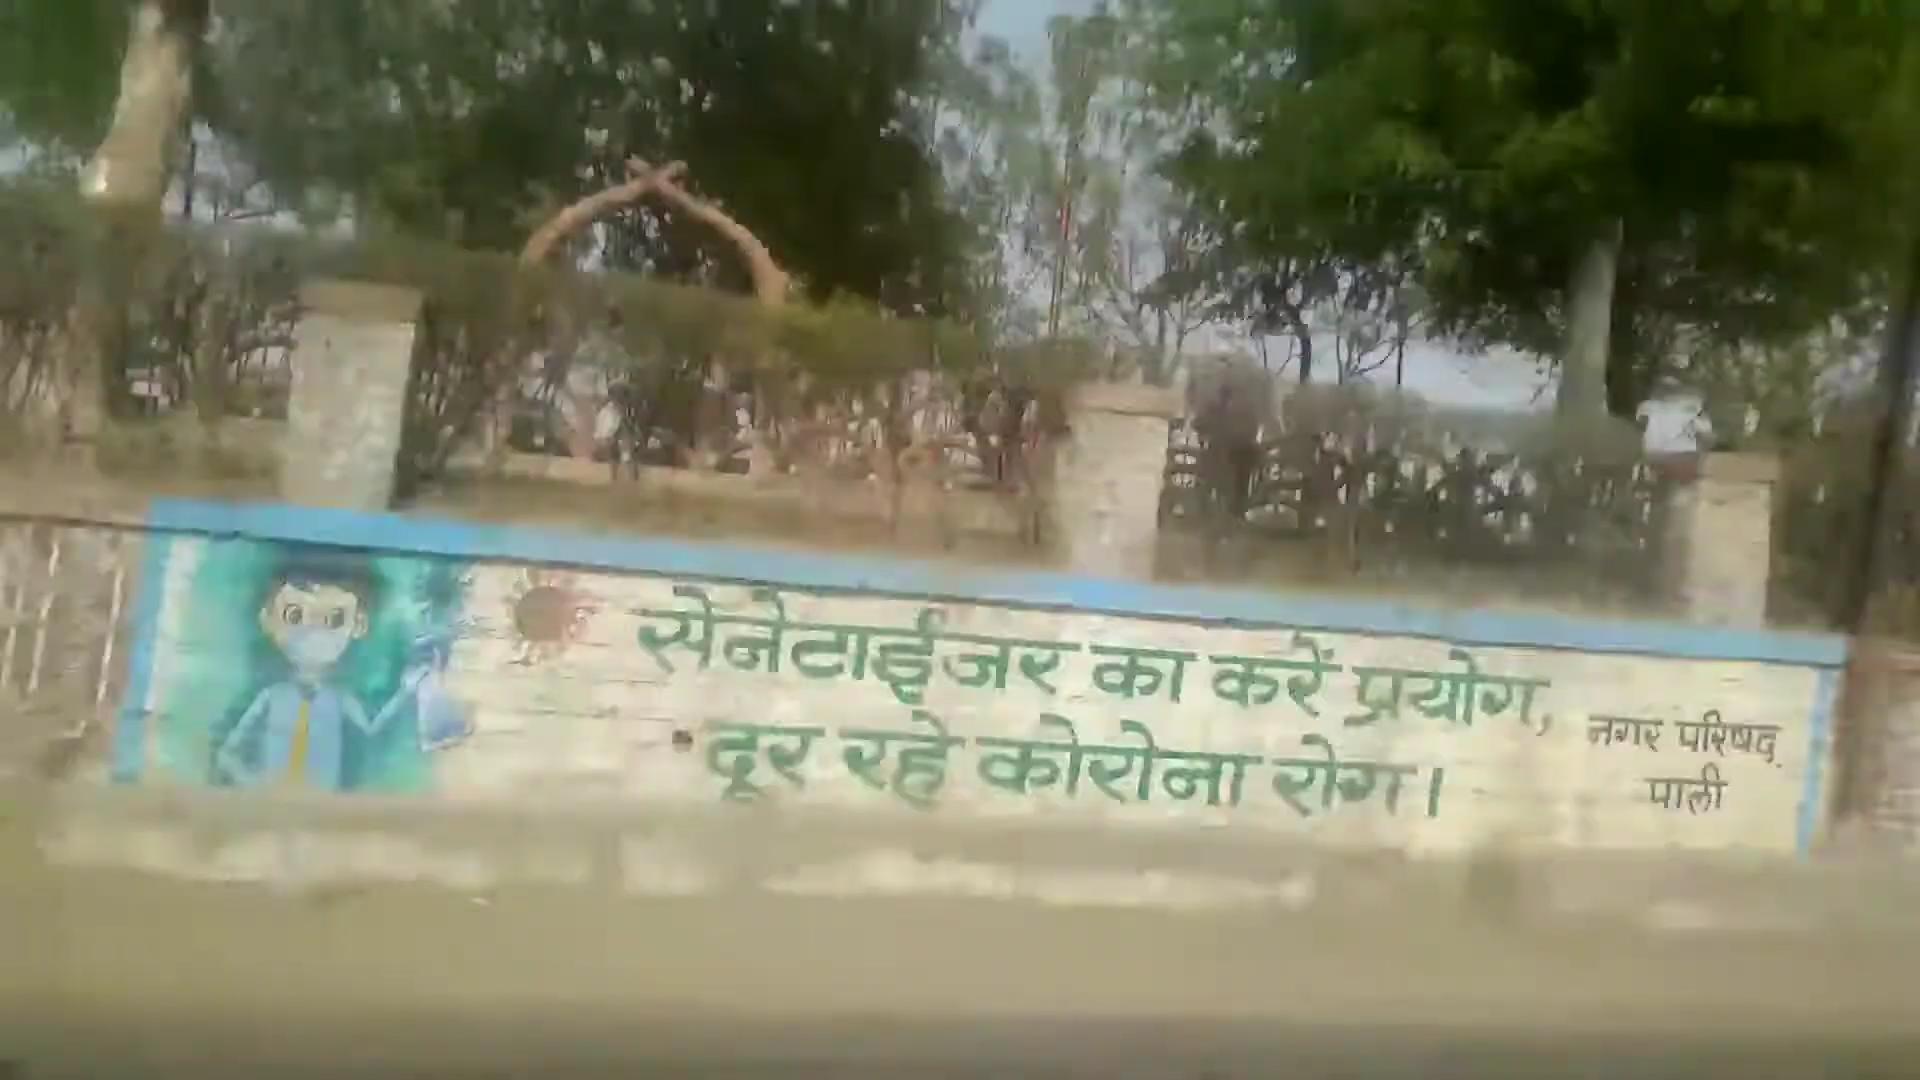 सेनेटाईजर का करें प्रयोग,
दूर रहे कोरोना रोग।
नगर परिषद्
पाली